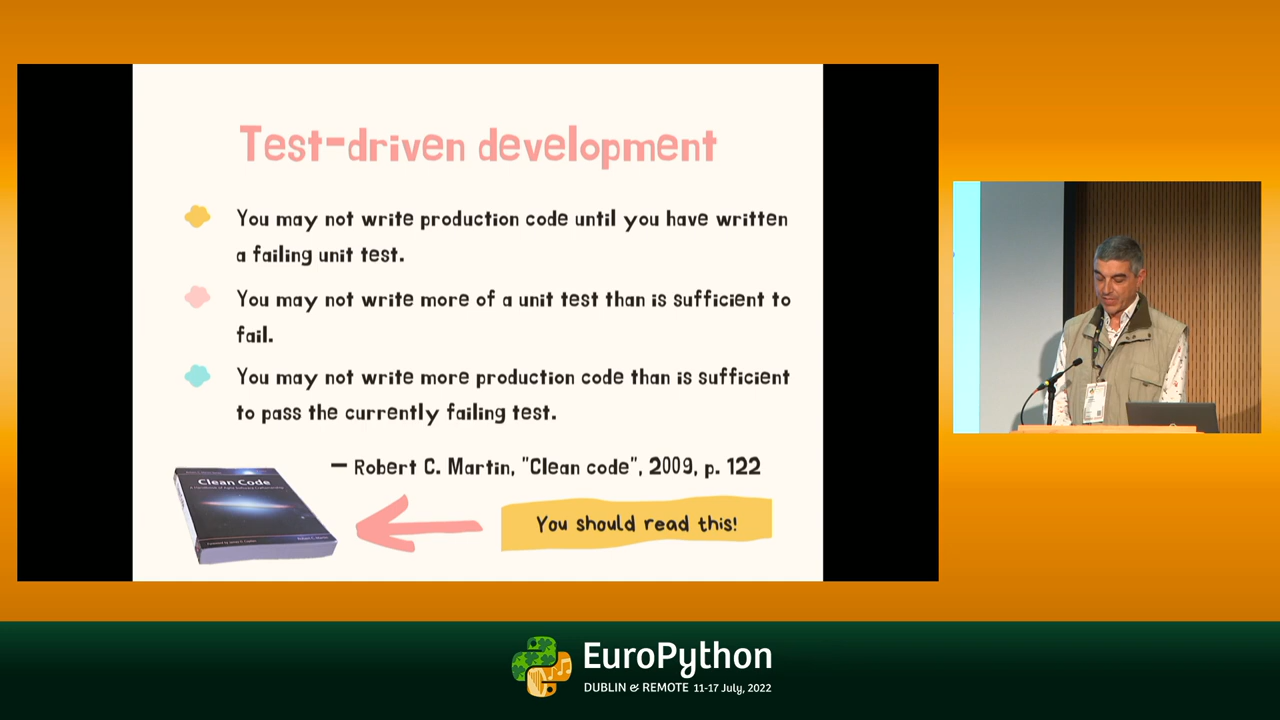 Test-driven development
You may not write production code until you have written
a failing unit test.
You may not write more of a unit test than is sufficient to
fail.
You may not write more production code than is sufficient
to pass the currently failing test.
— Robert C. Martin, "Clean code", 2009, p. 122
Clean Code
You should read this!
EuroPython
DUBLIN & REMOTE 11-17 July, 2022